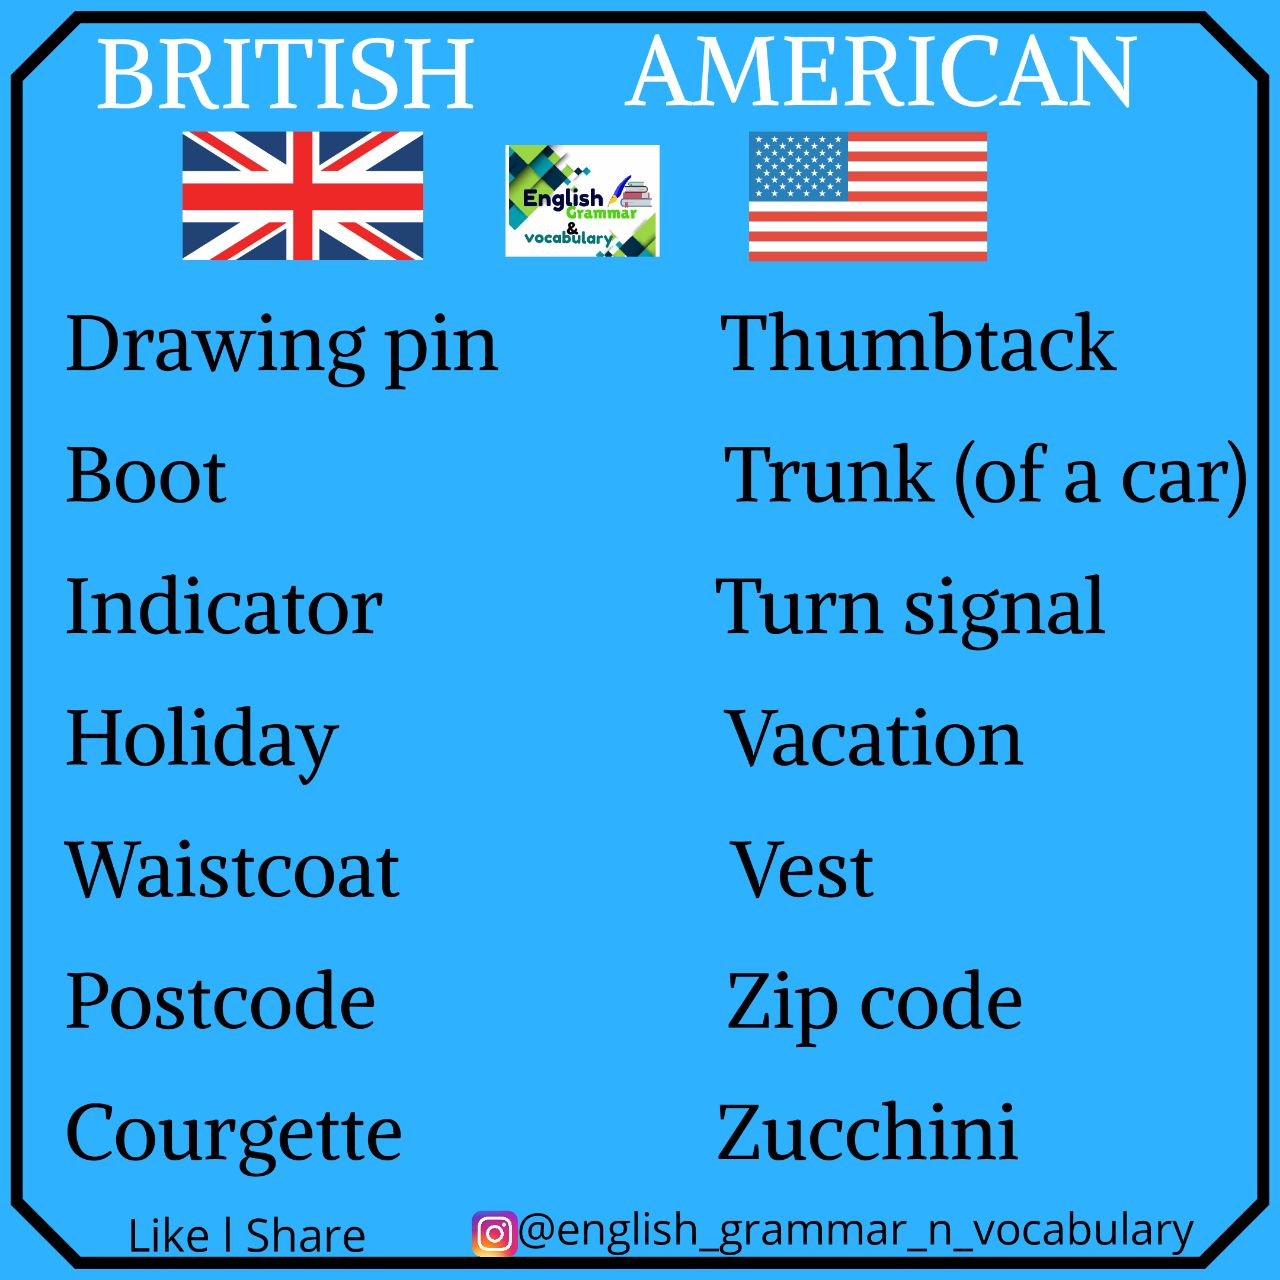 BRITISH AMERICAN
English
Grammar
&
vocabulary
Drawing pin Thumbtack
Boot Trunk (of a car)
Indicator Turn signal
Holiday Vacation
Waistcoat Vest
Postcode Zip code
Courgette Zucchini
Like l Share @english_grammar_n_vocabulary